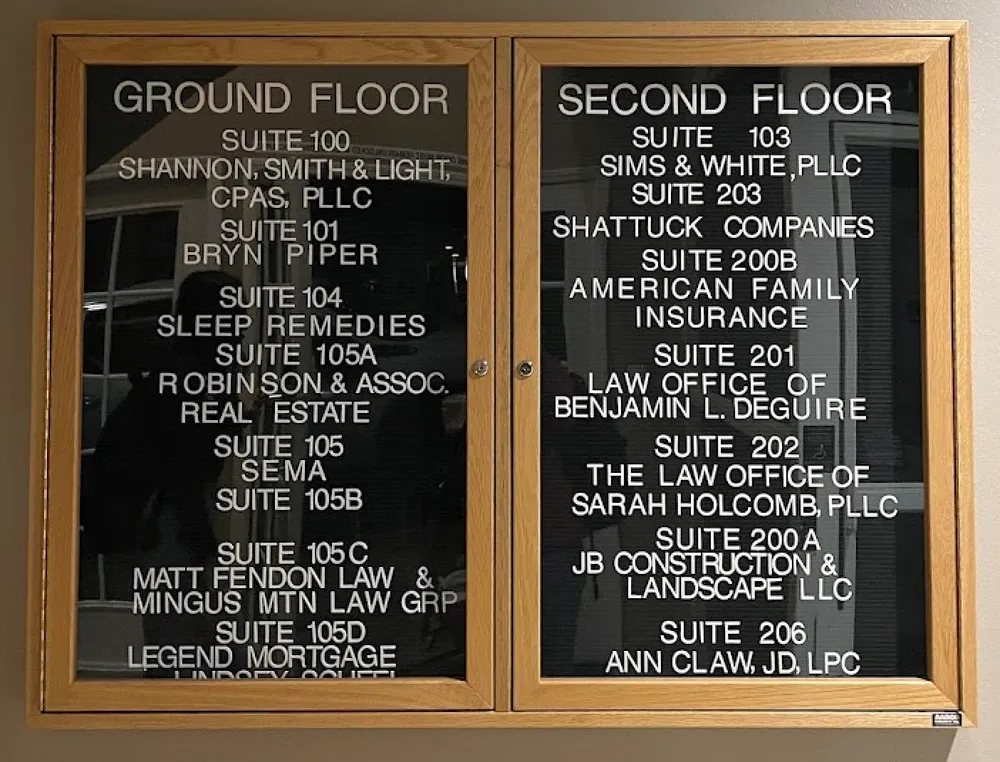 GROUND FLOOR
SUITE 100
SHANNON, SMITH & LIGHT,
CPAS, PLLC
SUITE 101
BRYN PIPER
SUITE 104
SLEEP REMEDIES
SUITE 105A
ROBINSON & ASSOC.
REAL ESTATE
SUITE 105
SEMA
SUITE 105B
SUITE 105C
MATT FENDON LAW &
MINGUS MTN LAW GRP
SUITE 105D
LEGEND MORTGAGE
SECOND FLOOR
SUITE 103
SIMS & WHITE, PLLC
SUITE 203
SHATTUCK COMPANIES
SUITE 200B
AMERICAN FAMILY
INSURANCE
SUITE 201
LAW OFFICE OF
BENJAMIN L. DEGUIRE
SUITE 202
THE LAW OFFICE OF
SARAH HOLCOMB, PLLC
SUITE 200A
JB CONSTRUCTION &
LANDSCAPE LLC
SUITE 206
ANN CLAW, JD, LPC